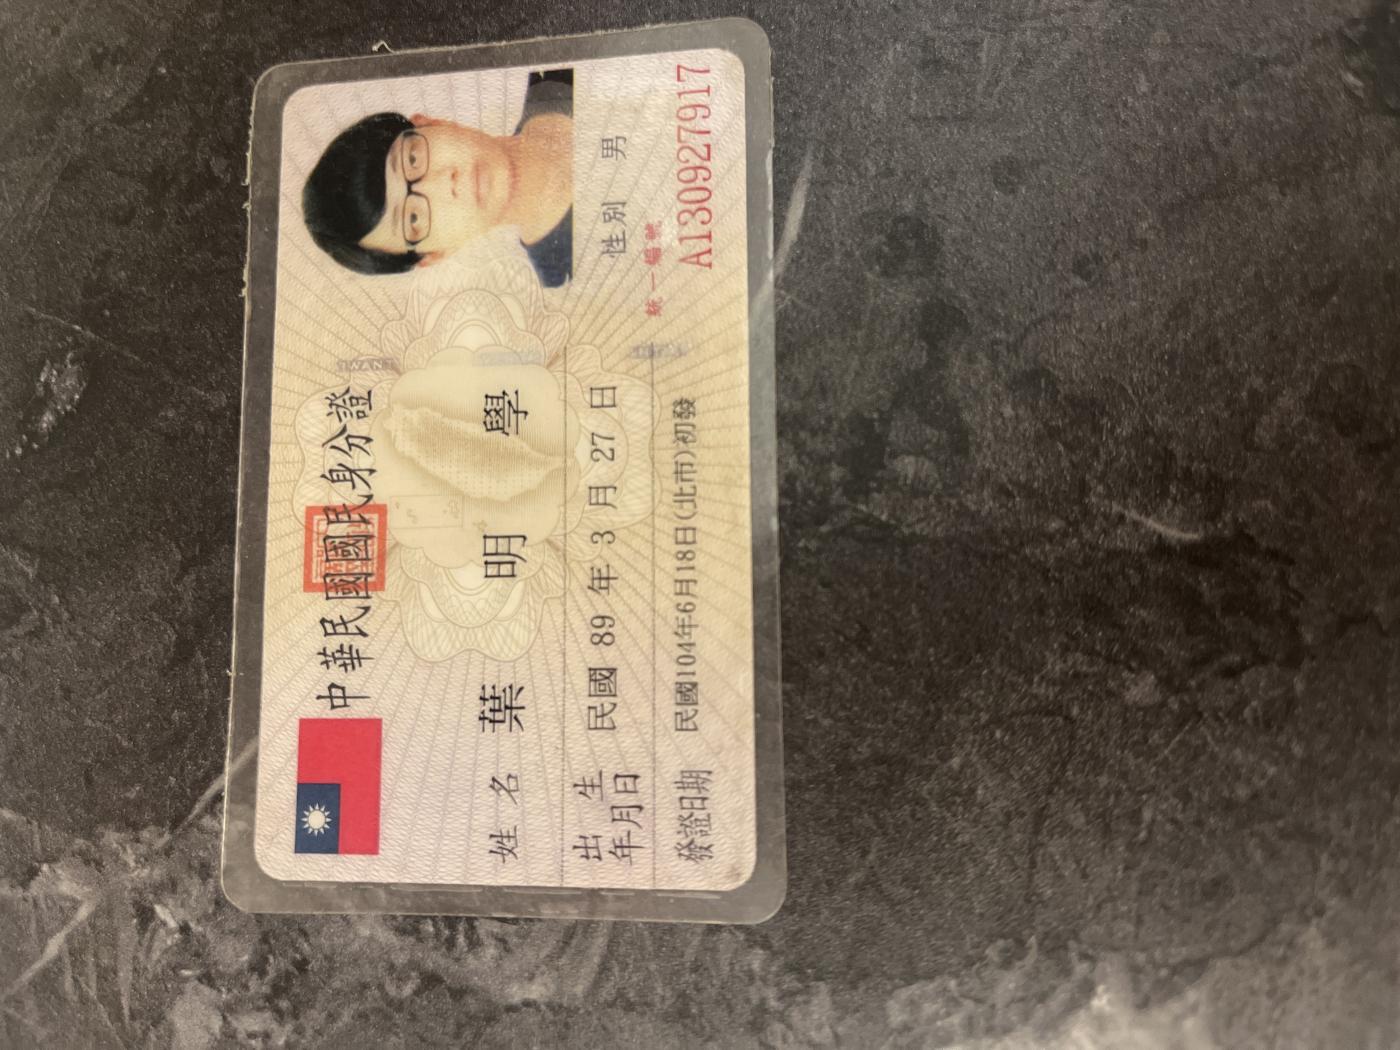 中華民國國民身分證
姓名 葉明學
出生年月日 民國 89 年 3 月 27 日
性別 男
發證日期 民國104年6月18日(北市)初發
統一編號
A130927917
TWAN